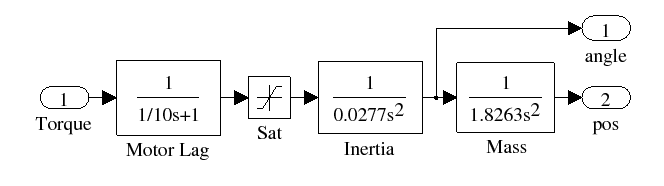 1
angle
1
Torque
1
1/10s+1
Motor Lag
Sat
1
0.0277s2
Inertia
1
1.8263s2
Mass
2
pos